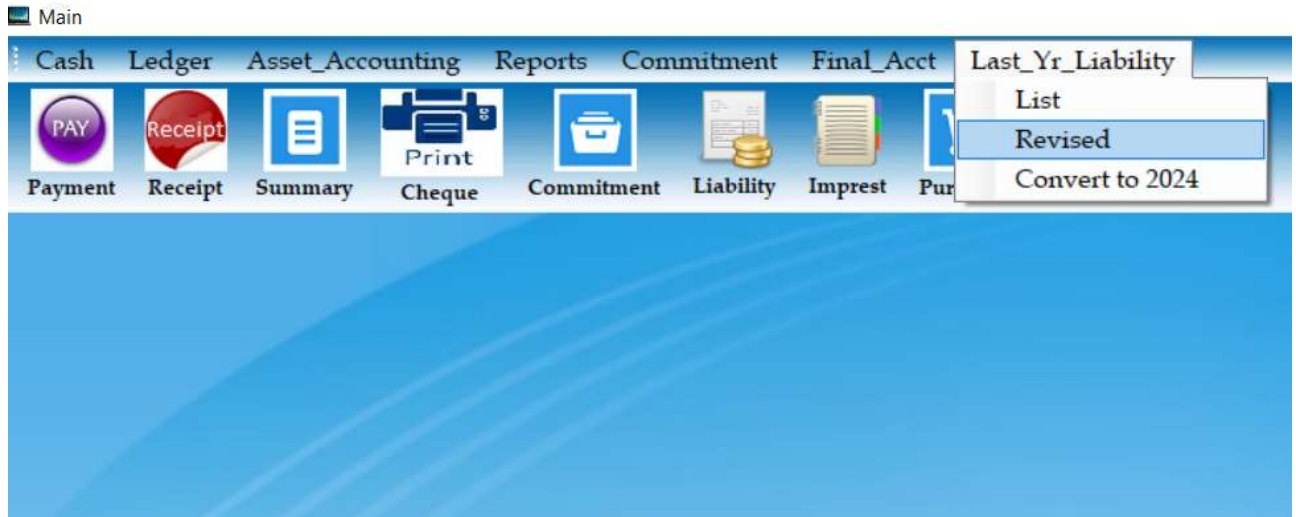 Main
Cash Ledger Asset_Accounting Reports Commitment Final_Acct Last_Yr_Liability
List
Revised
Convert to 2024
PAY Receipt Print
Payment Receipt Summary Cheque Commitment Liability Imprest Pur